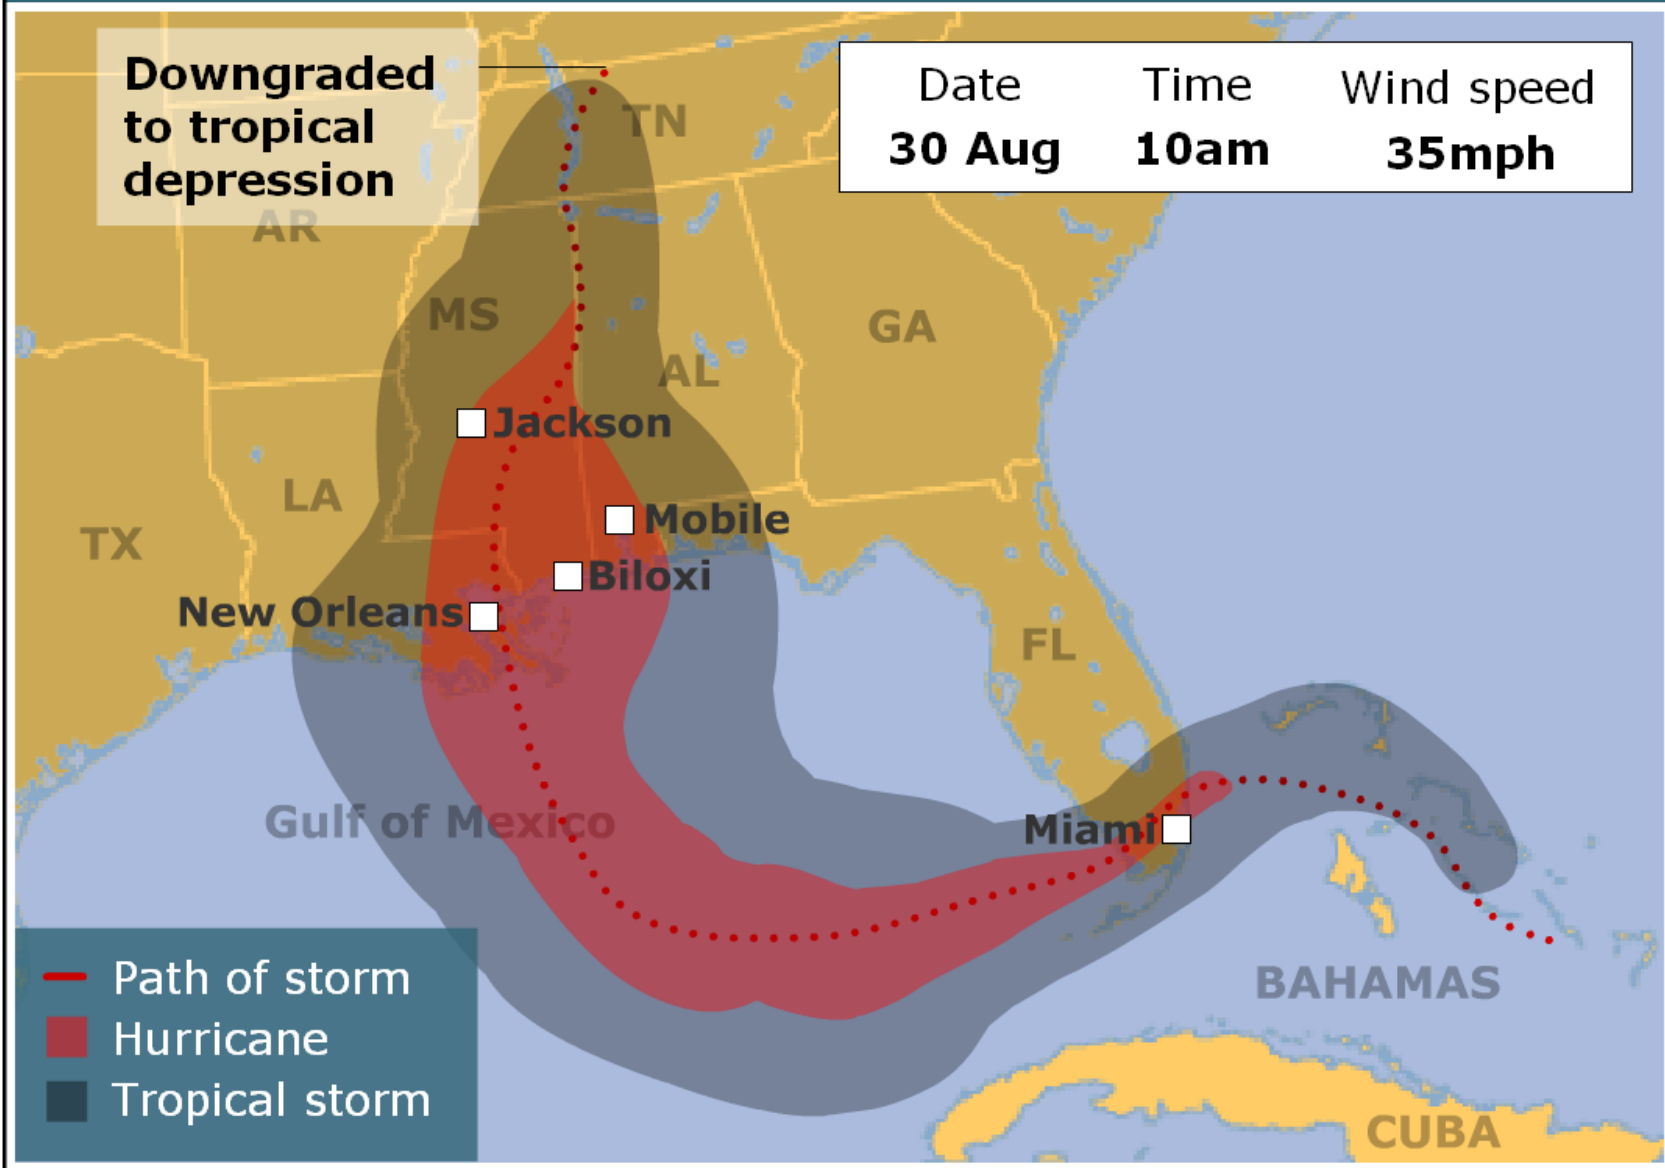 Downgraded
to tropical
depression
Date Time Wind speed
30 Aug 10am 35mph
TN
AR
MS
GA
AL
Jackson
LA
Mobile
TX
Biloxi
New Orleans
FL
Gulf of Mexico
Miami
BAHAMAS
Path of storm
Hurricane
Tropical storm
CUBA